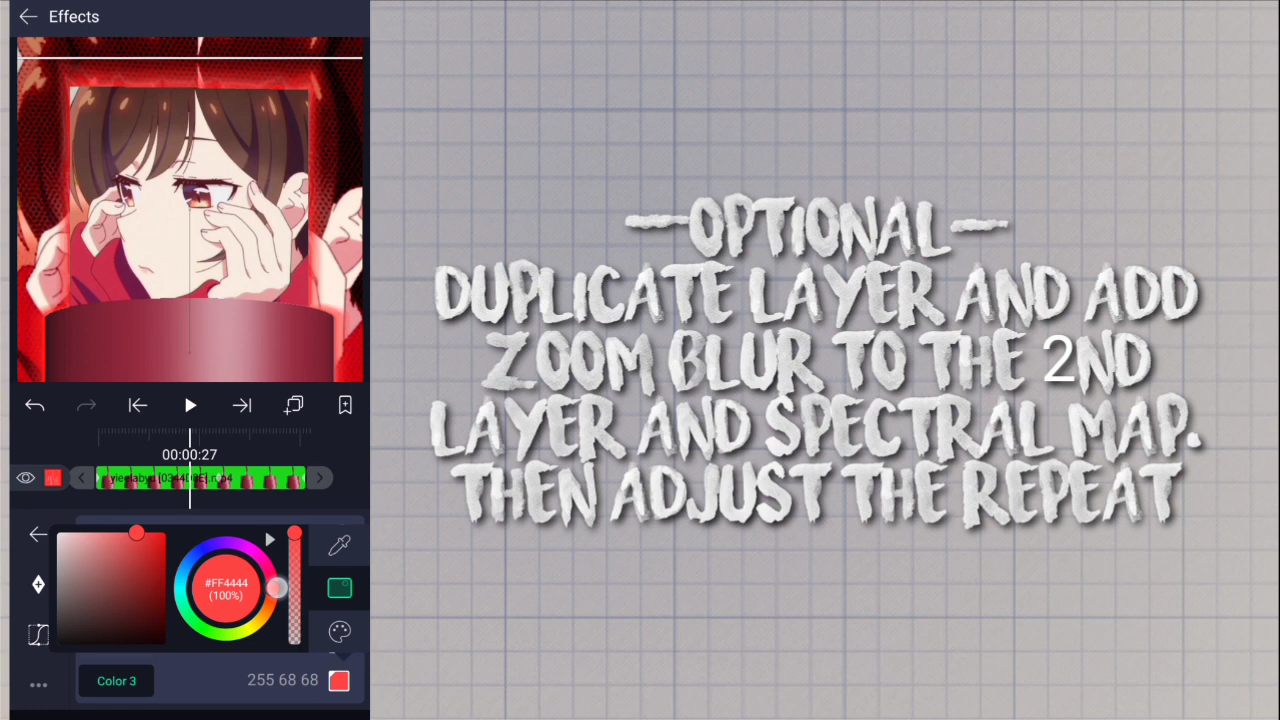 Effects
—OPTIONAL—
DUPLICATE LAYER AND ADD
ZOOM BLUR TO THE 2ND
LAYER AND SPECTRAL MAP.
THEN ADJUST THE REPEAT
00:00:27
#FF4444
(100%)
Color 3
255 68 68